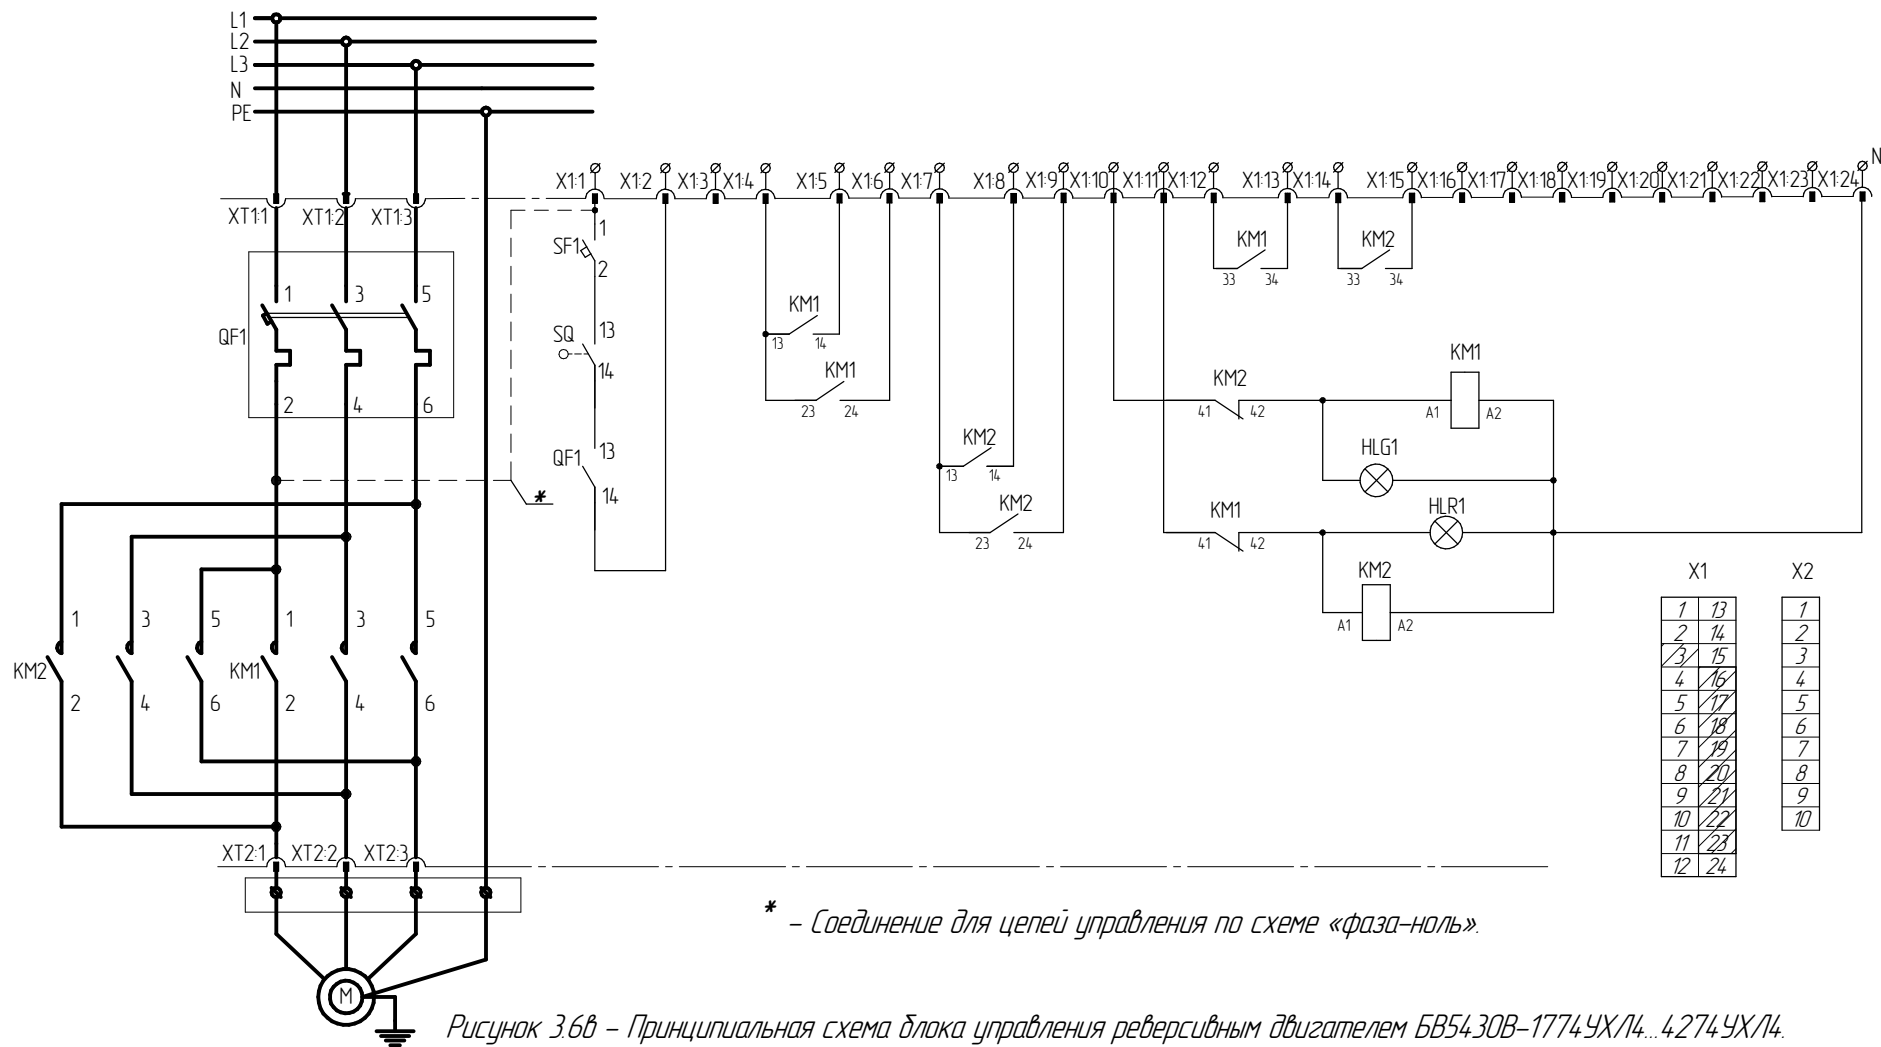 L1
L2
L3
N
PE
X1:1 X1:2 X1:3 X1:4 X1:5 X1:6 X1:7 X1:8 X1:9 X1:10 X1:11 X1:12 X1:13 X1:14 X1:15 X1:16 X1:17 X1:18 X1:19 X1:20 X1:21 X1:22 X1:23 X1:24 N
XT1:1 XT1:2 XT1:3
SF1 1 2
KM1 33 34
KM2 33 34
QF1 1 3 5
2 4 6
SQ 13 14
QF1 13 14
*
KM1 13 14
KM1 23 24
KM2 13 14
KM2 23 24
KM2 41 42
KM1 A1 A2
HLG1
KM1 41 42
HLR1
KM2 A1 A2
1 3 5 1 3 5
KM2 KM1
2 4 6 2 4 6
X1 X2
1 13 1
2 14 2
3 15 3
4 16 4
5 17 5
6 18 6
7 19 7
8 20 8
9 21 9
10 22 10
11 23
12 24
XT2:1 XT2:2 XT2:3
* – Соединение для цепей управления по схеме «фаза–ноль».
M
Рисунок 3.6в – Принципиальная схема блока управления реверсивным двигателем БВ5430В–1774УХЛ4...4274УХЛ4.